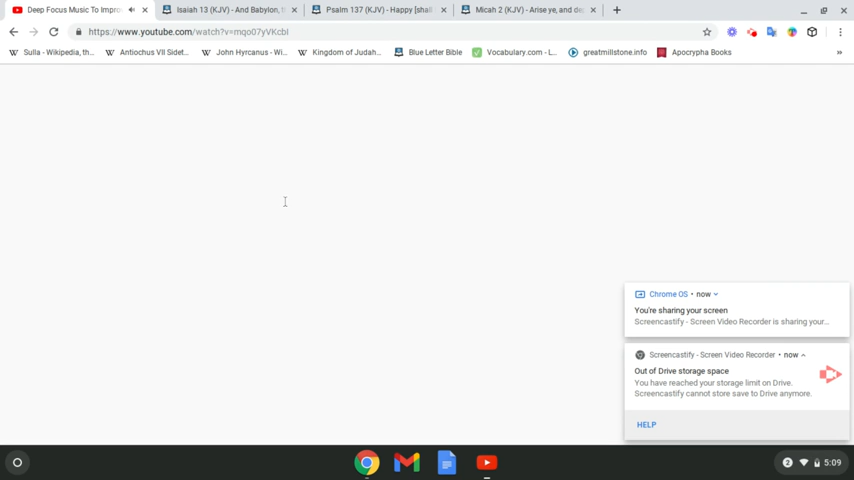 Deep Focus Music To Impro
Isaiah 13 (KJV) - And Babylon, t
Psalm 137 (KJV) - Happy [shall
Micah 2 (KJV) - Arise ye, and de
https://www.youtube.com/watch?v=mqo07yVKcbI
Sulla - Wikipedia, th...
Antiochus VII Sidet...
John Hyrcanus - Wi...
Kingdom of Judah...
Blue Letter Bible
Vocabulary.com - L...
greatmillstone.info
Apocrypha Books
Chrome OS • now
You're sharing your screen
Screencastify - Screen Video Recorder is sharing your...
Screencastify - Screen Video Recorder • now
Out of Drive storage space
You have reached your storage limit on Drive.
Screencastify cannot store save to Drive anymore.
HELP
2 5:09